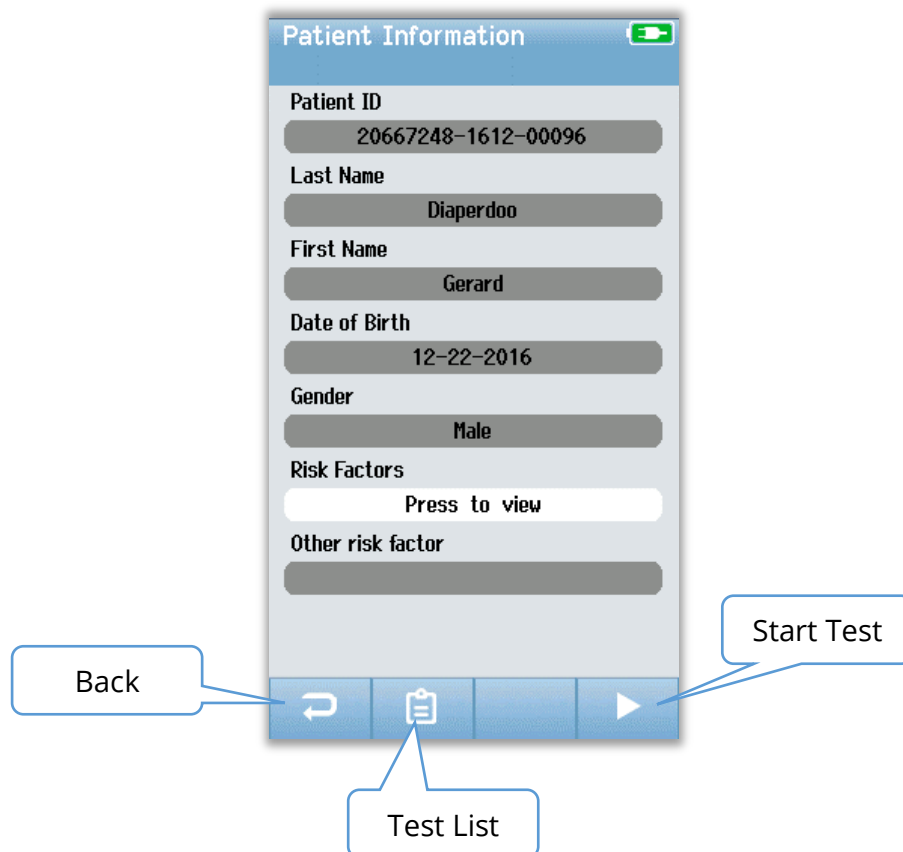 Patient Information
Patient ID
20667248-1612-00096
Last Name
Diaperdoo
First Name
Gerard
Date of Birth
12-22-2016
Gender
Male
Risk Factors
Press to view
Other risk factor
Start Test
Back
Test List